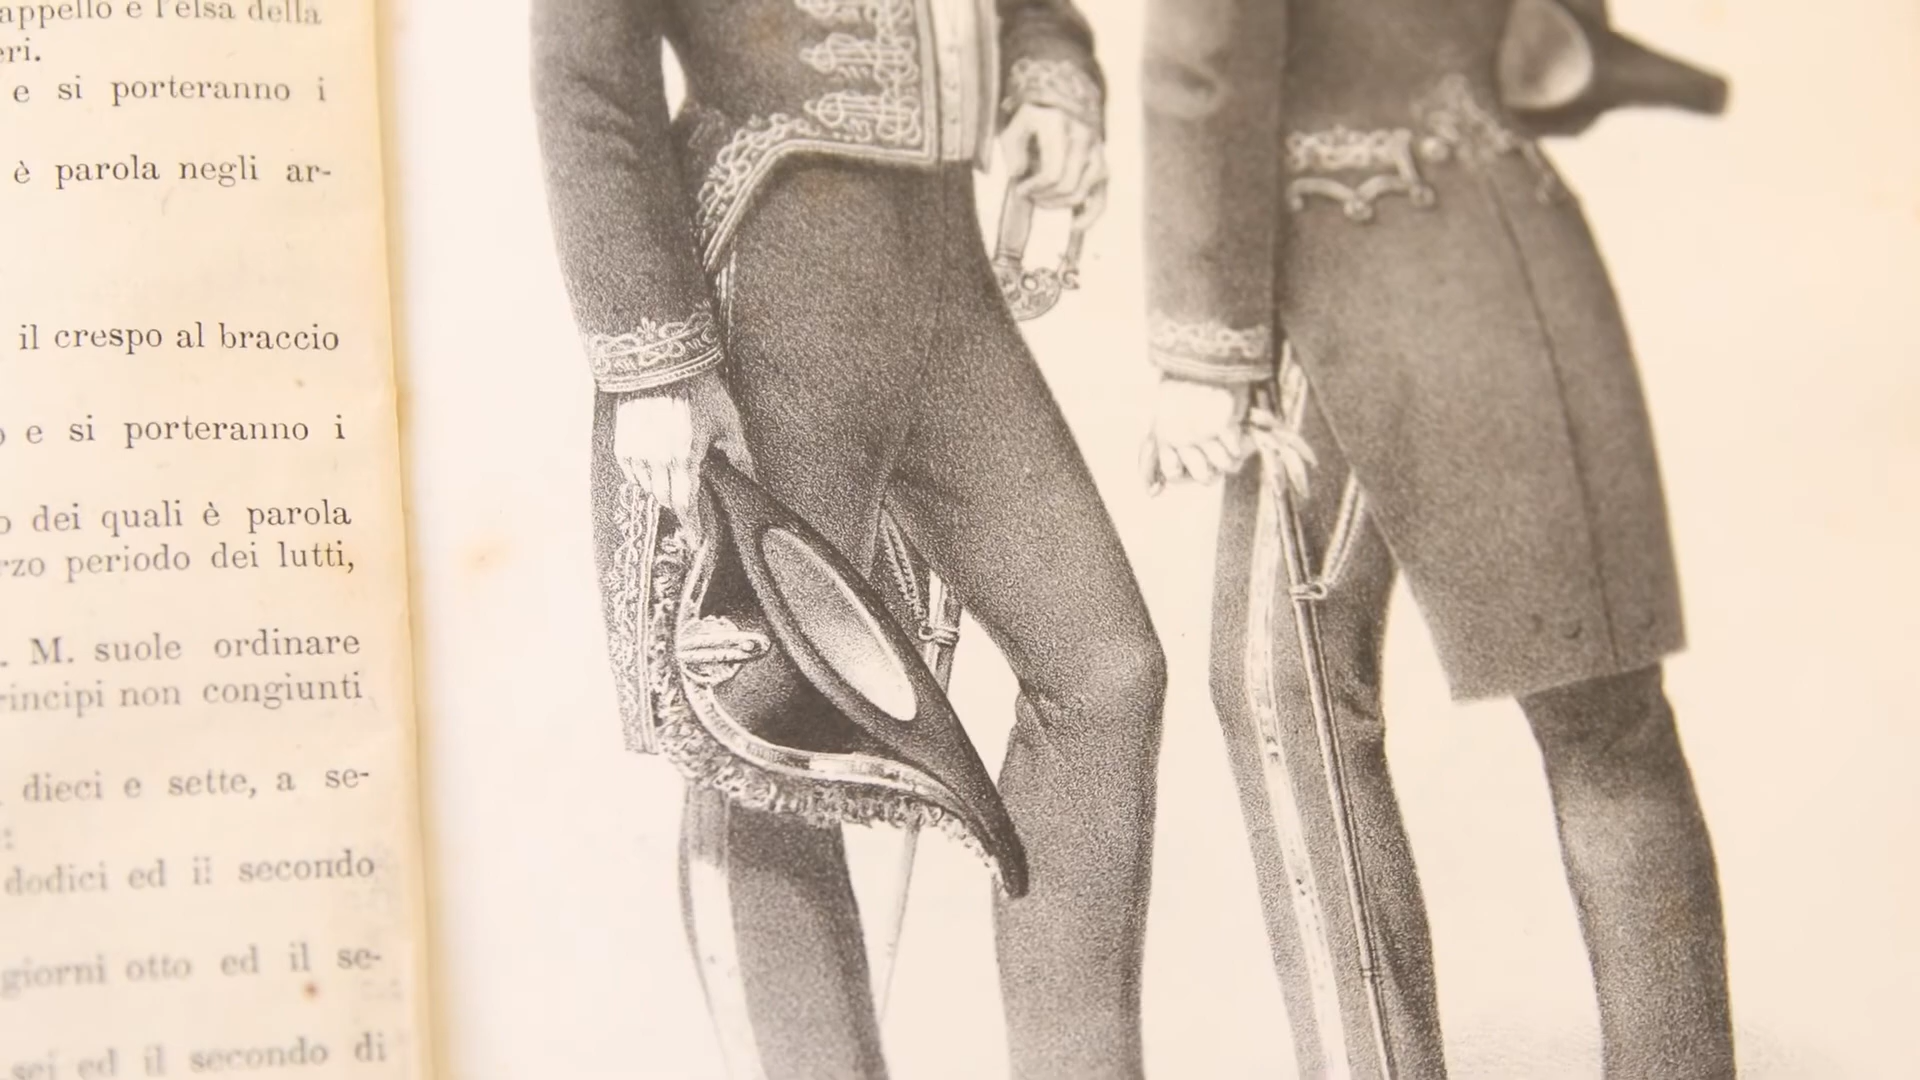 appello e l'elsa della
eri.
e si porteranno i
è parola negli ar-
il crespo al braccio
e si porteranno i
dei quali è parola
rzo periodo dei lutti,
. M. suole ordinare
rincipi non congiunti
dieci e sette, a se-
:
dodici ed il secondo
giorni otto ed il se-
sei ed il secondo di